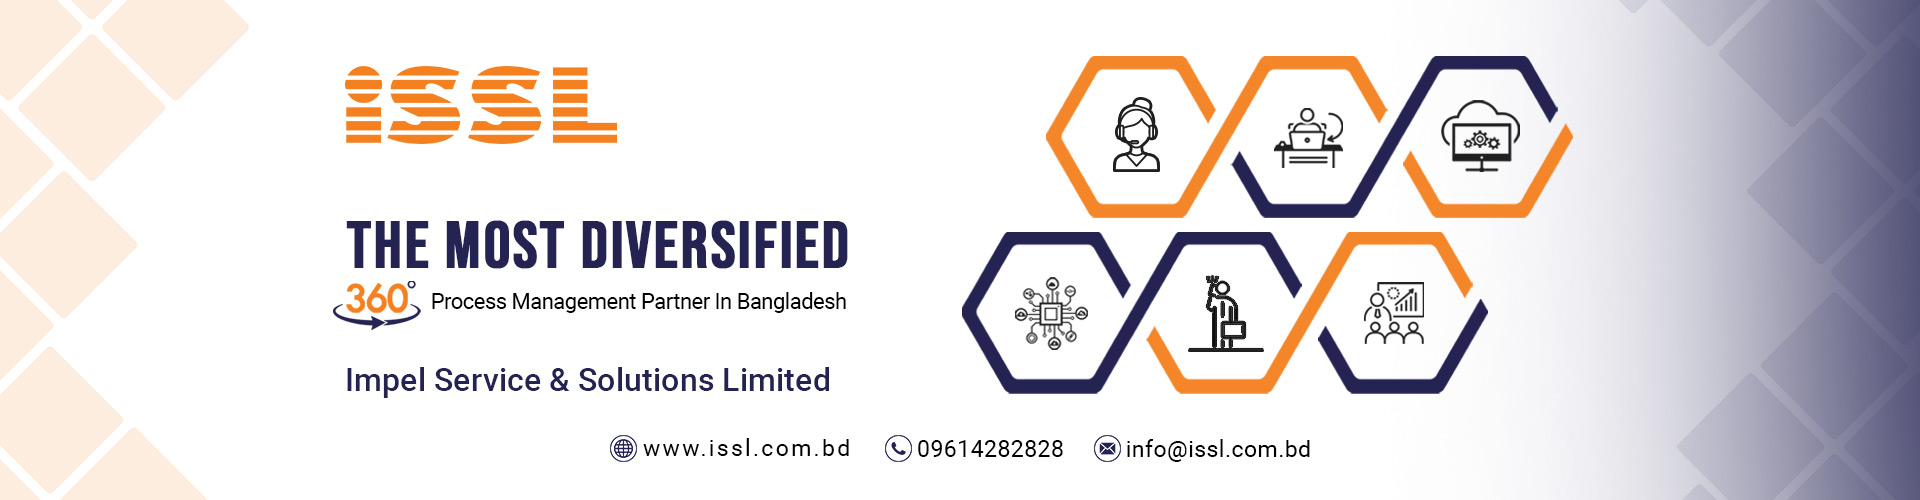 iSSL
THE MOST DIVERSIFIED
360° Process Management Partner In Bangladesh
Impel Service & Solutions Limited
www.issl.com.bd 09614282828 info@issl.com.bd